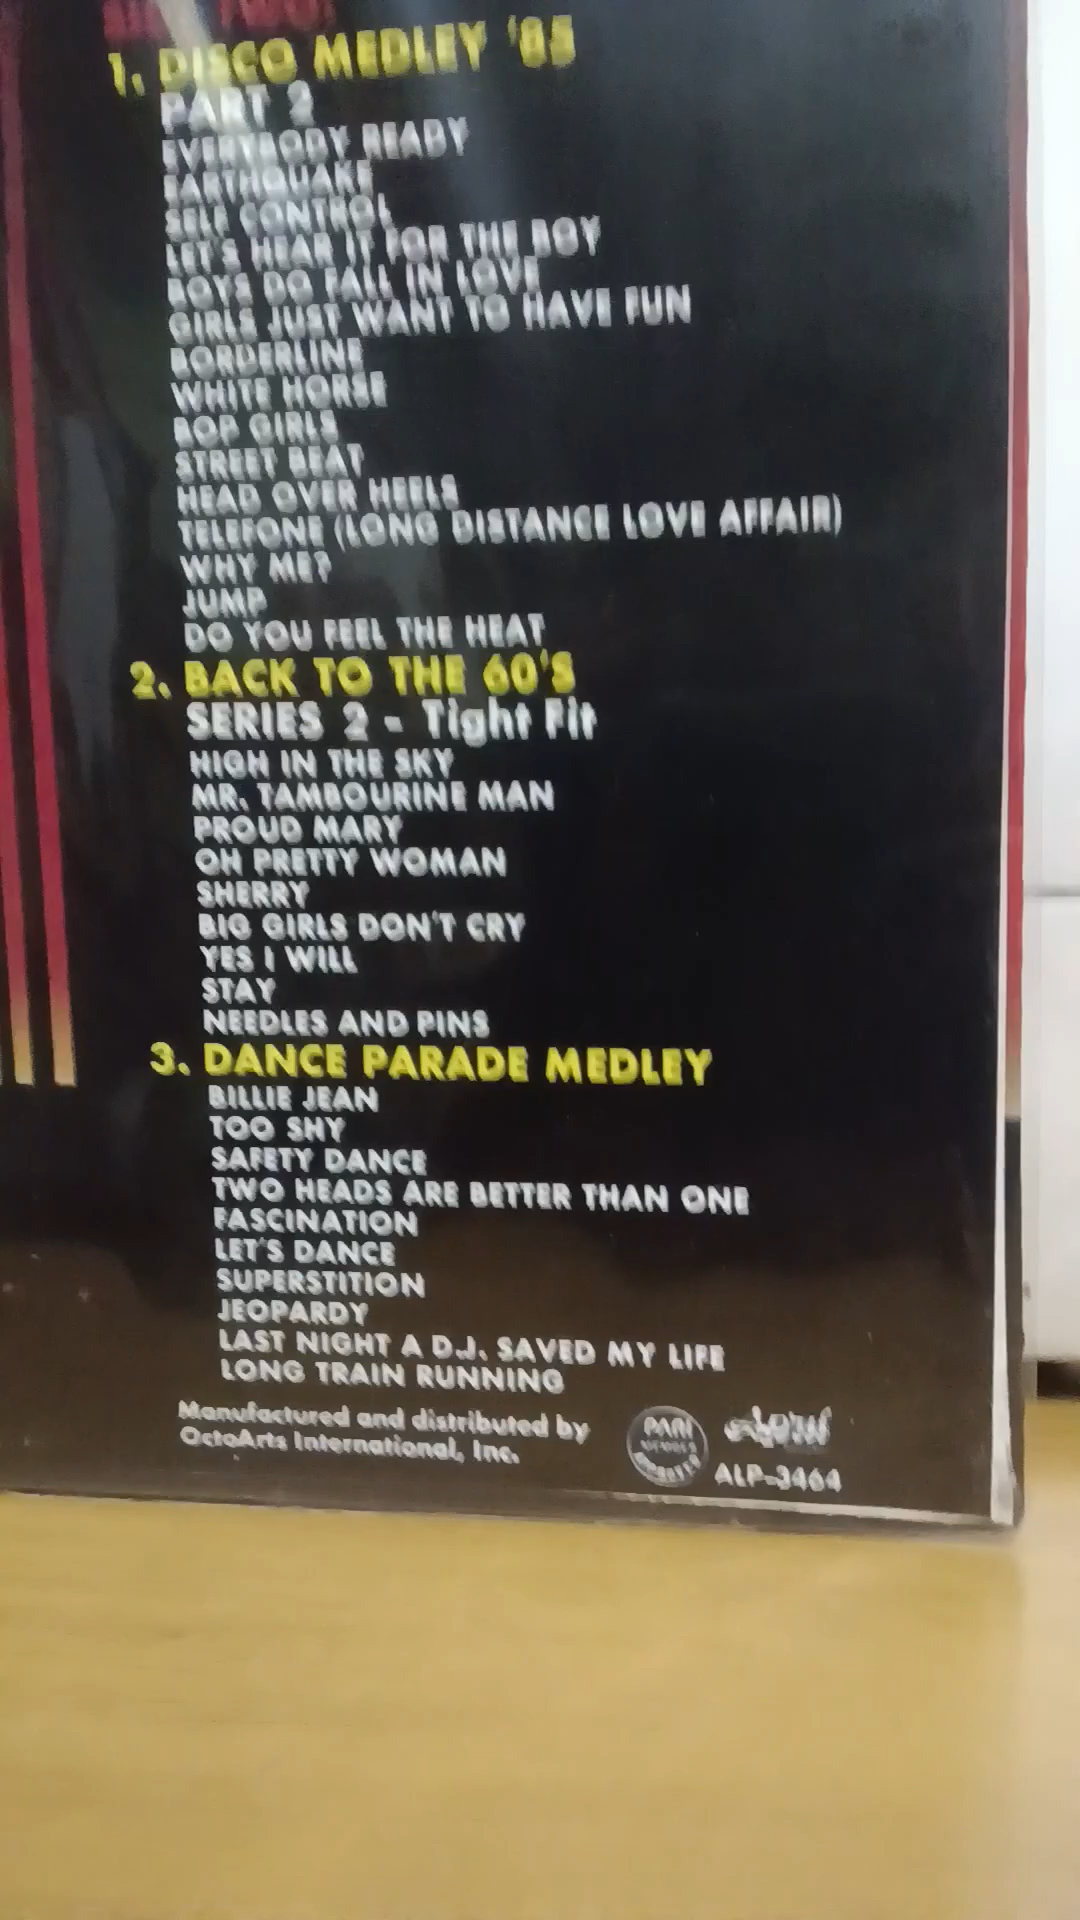 1. DISCO MEDLEY '85
PART 2
EVERYBODY READY
EARTHQUAKE
SELF CONTROL
LET'S HEAR IT FOR THE BOY
BOYS DO FALL IN LOVE
GIRLS JUST WANT TO HAVE FUN
BORDERLINE
WHITE HORSE
BOP GIRLS
STREET BEAT
HEAD OVER HEELS
TELEFONE (LONG DISTANCE LOVE AFFAIR)
WHY ME?
JUMP
DO YOU FEEL THE HEAT
2. BACK TO THE 60'S
SERIES 2 - Tight Fit
HIGH IN THE SKY
MR. TAMBOURINE MAN
PROUD MARY
OH PRETTY WOMAN
SHERRY
BIG GIRLS DON'T CRY
YES I WILL
STAY
NEEDLES AND PINS
3. DANCE PARADE MEDLEY
BILLIE JEAN
TOO SHY
SAFETY DANCE
TWO HEADS ARE BETTER THAN ONE
FASCINATION
LET'S DANCE
SUPERSTITION
JEOPARDY
LAST NIGHT A D.J. SAVED MY LIFE
LONG TRAIN RUNNING
Manufactured and distributed by
OctoArts International, Inc.
PARI
ALP-3464